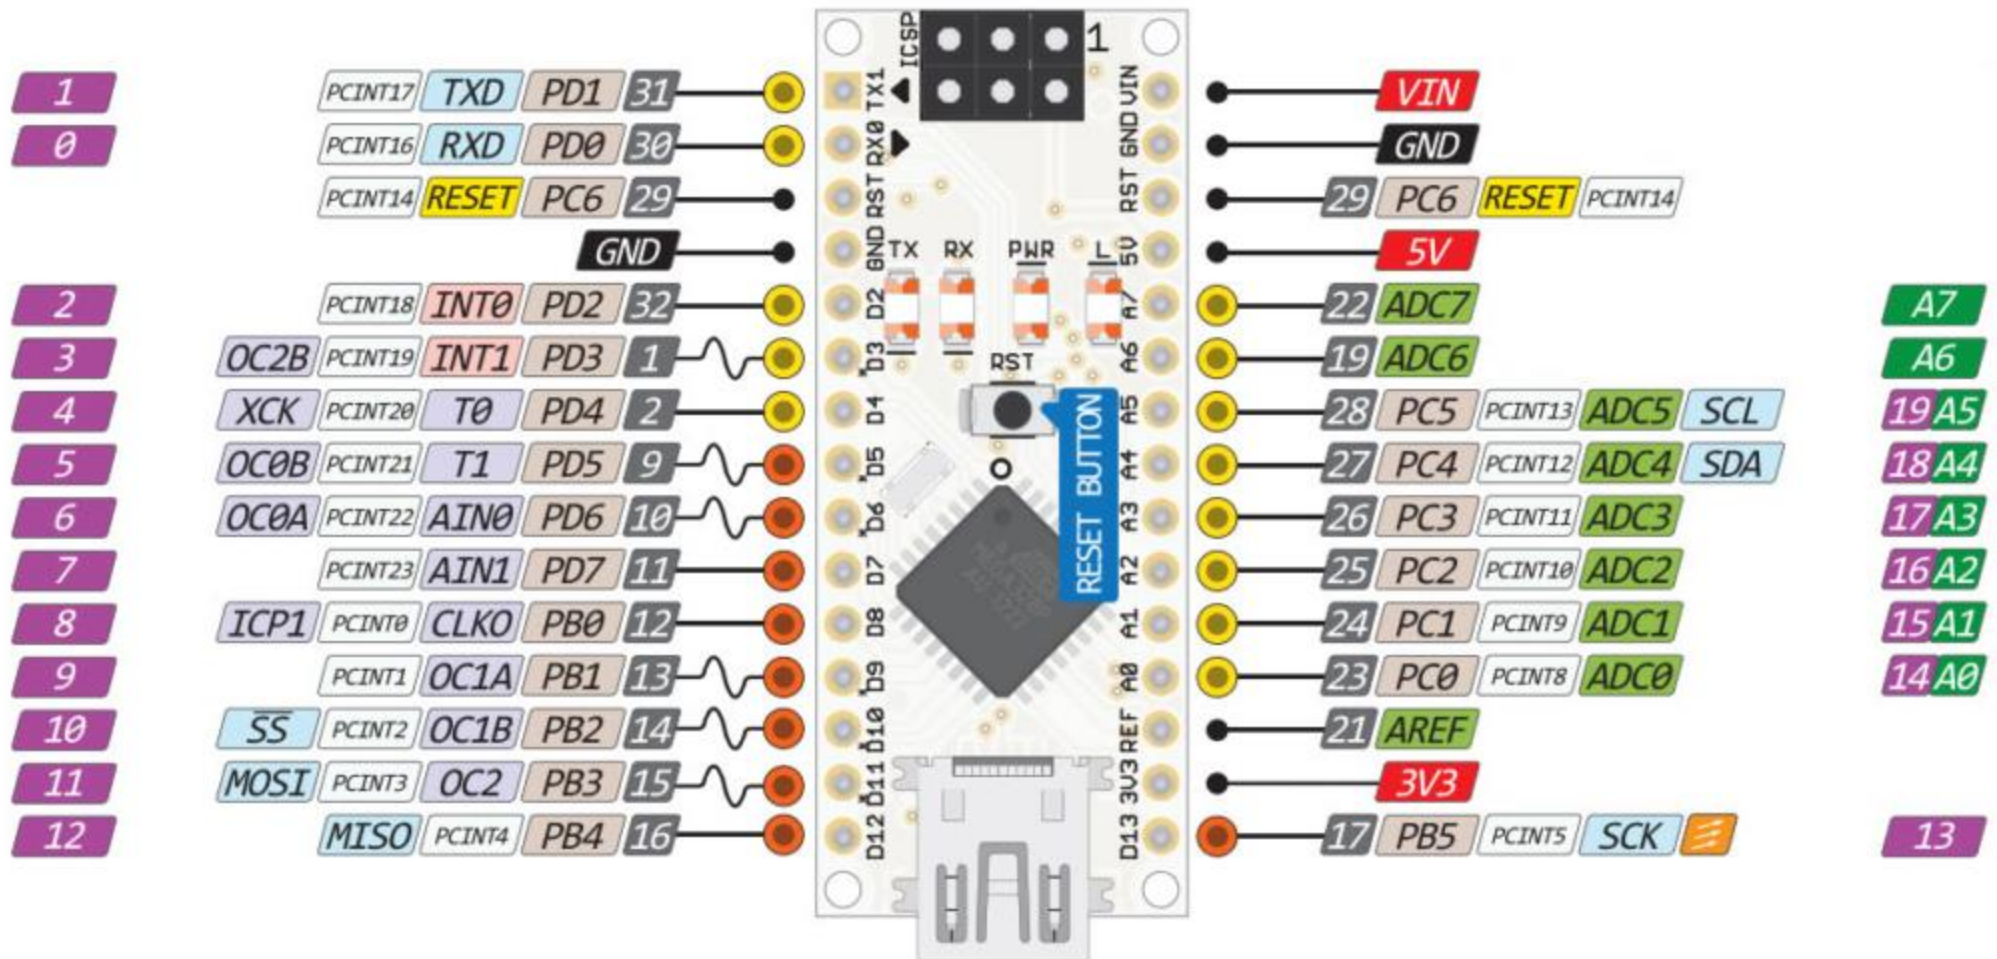 ICSP 1
1 PCINT17 TXD PD1 31 TX1 VIN VIN
0 PCINT16 RXD PD0 30 RX0 GND GND
PCINT14 RESET PC6 29 RST RST 29 PC6 RESET PCINT14
GND GND TX RX PWR L 5V 5V
2 PCINT18 INT0 PD2 32 D2 A7 22 ADC7 A7
3 OC2B PCINT19 INT1 PD3 1 D3 RST A6 19 ADC6 A6
4 XCK PCINT20 T0 PD4 2 D4 A5 28 PC5 PCINT13 ADC5 SCL 19 A5
5 OC0B PCINT21 T1 PD5 9 D5 A4 27 PC4 PCINT12 ADC4 SDA 18 A4
RESET BUTTON
6 OC0A PCINT22 AIN0 PD6 10 D6 A3 26 PC3 PCINT11 ADC3 17 A3
7 PCINT23 AIN1 PD7 11 D7 A2 25 PC2 PCINT10 ADC2 16 A2
8 ICP1 PCINT0 CLKO PB0 12 D8 A1 24 PC1 PCINT9 ADC1 15 A1
9 PCINT1 OC1A PB1 13 D9 A0 23 PC0 PCINT8 ADC0 14 A0
10 SS PCINT2 OC1B PB2 14 D10 REF 21 AREF
11 MOSI PCINT3 OC2 PB3 15 D11 3V3 3V3
12 MISO PCINT4 PB4 16 D12 D13 17 PB5 PCINT5 SCK 13